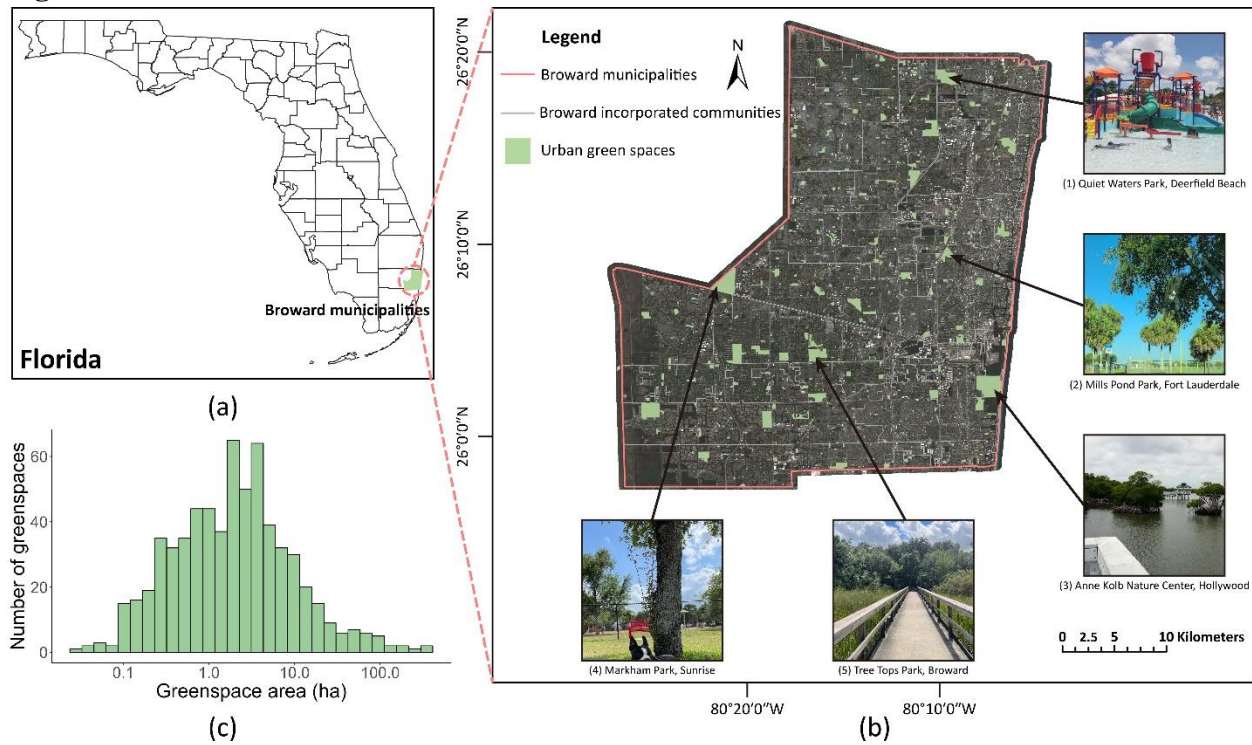 Broward municipalities
Florida
(a)
Legend
Broward municipalities
Broward incorporated communities
Urban green spaces
N
26°20'0"N
26°10'0"N
26°0'0"N
80°20'0"W
80°10'0"W
(1) Quiet Waters Park, Deerfield Beach
(2) Mills Pond Park, Fort Lauderdale
(3) Anne Kolb Nature Center, Hollywood
(4) Markham Park, Sunrise
(5) Tree Tops Park, Broward
0 2.5 5 10 Kilometers
(b)
Number of greenspaces
60
40
20
0
0.1 1.0 10.0 100.0
Greenspace area (ha)
(c)